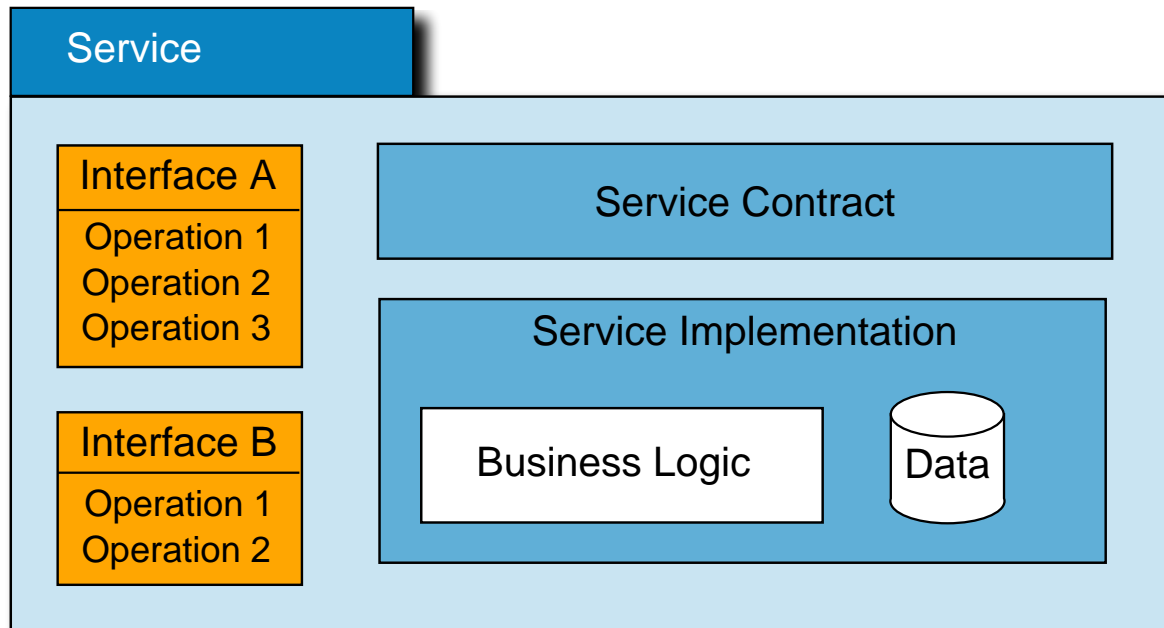 Service
Interface A
Operation 1
Operation 2
Operation 3
Interface B
Operation 1
Operation 2
Service Contract
Service Implementation
Business Logic
Data